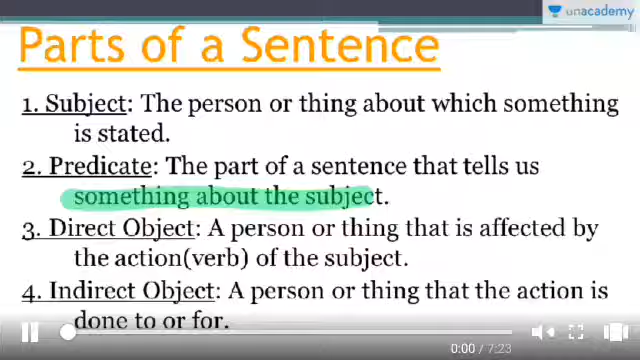 unacademy
Parts of a Sentence
1. Subject: The person or thing about which something
is stated.
2. Predicate: The part of a sentence that tells us
something about the subject.
3. Direct Object: A person or thing that is affected by
the action(verb) of the subject.
4. Indirect Object: A person or thing that the action is
done to or for.
0:00 / 7:23